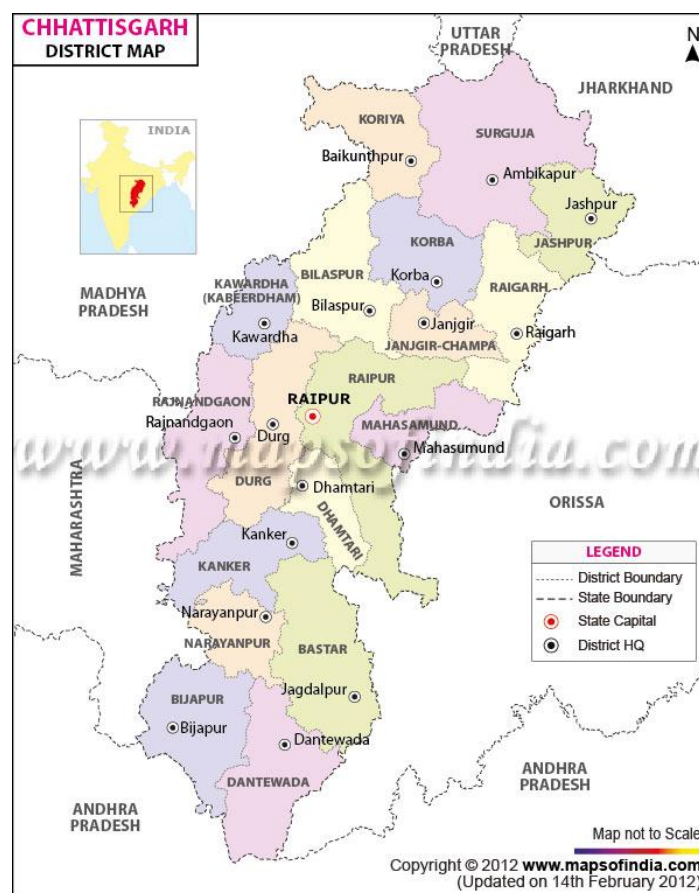 CHHATTISGARH
DISTRICT MAP
UTTAR
PRADESH
N
JHARKHAND
INDIA
KORIYA
SURGUJA
Baikunthpur
Ambikapur
Jashpur
JASHPUR
KORBA
BILASPUR
KAWARDHA
(KABEERDHAM)
Korba
RAIGARH
MADHYA
PRADESH
Bilaspur
Janjgir
Kawardha
Raigarh
JANJGIR-CHAMPA
RAIPUR
RAJNANDGAON
RAIPUR
Rajnandgaon
Durg
MAHASAMUND
Mahasumund
www.mapsofindia.com
MAHARASHTRA
DURG
Dhamtari
ORISSA
DHAMTARI
Kanker
KANKER
LEGEND
District Boundary
State Boundary
State Capital
District HQ
Narayanpur
NARAYANPUR
BASTAR
BIJAPUR
Jagdalpur
Bijapur
Dantewada
DANTEWADA
ANDHRA
PRADESH
ANDHRA
PRADESH
Map not to Scale
Copyright © 2012 www.mapsofindia.com
(Updated on 14th February 2012)